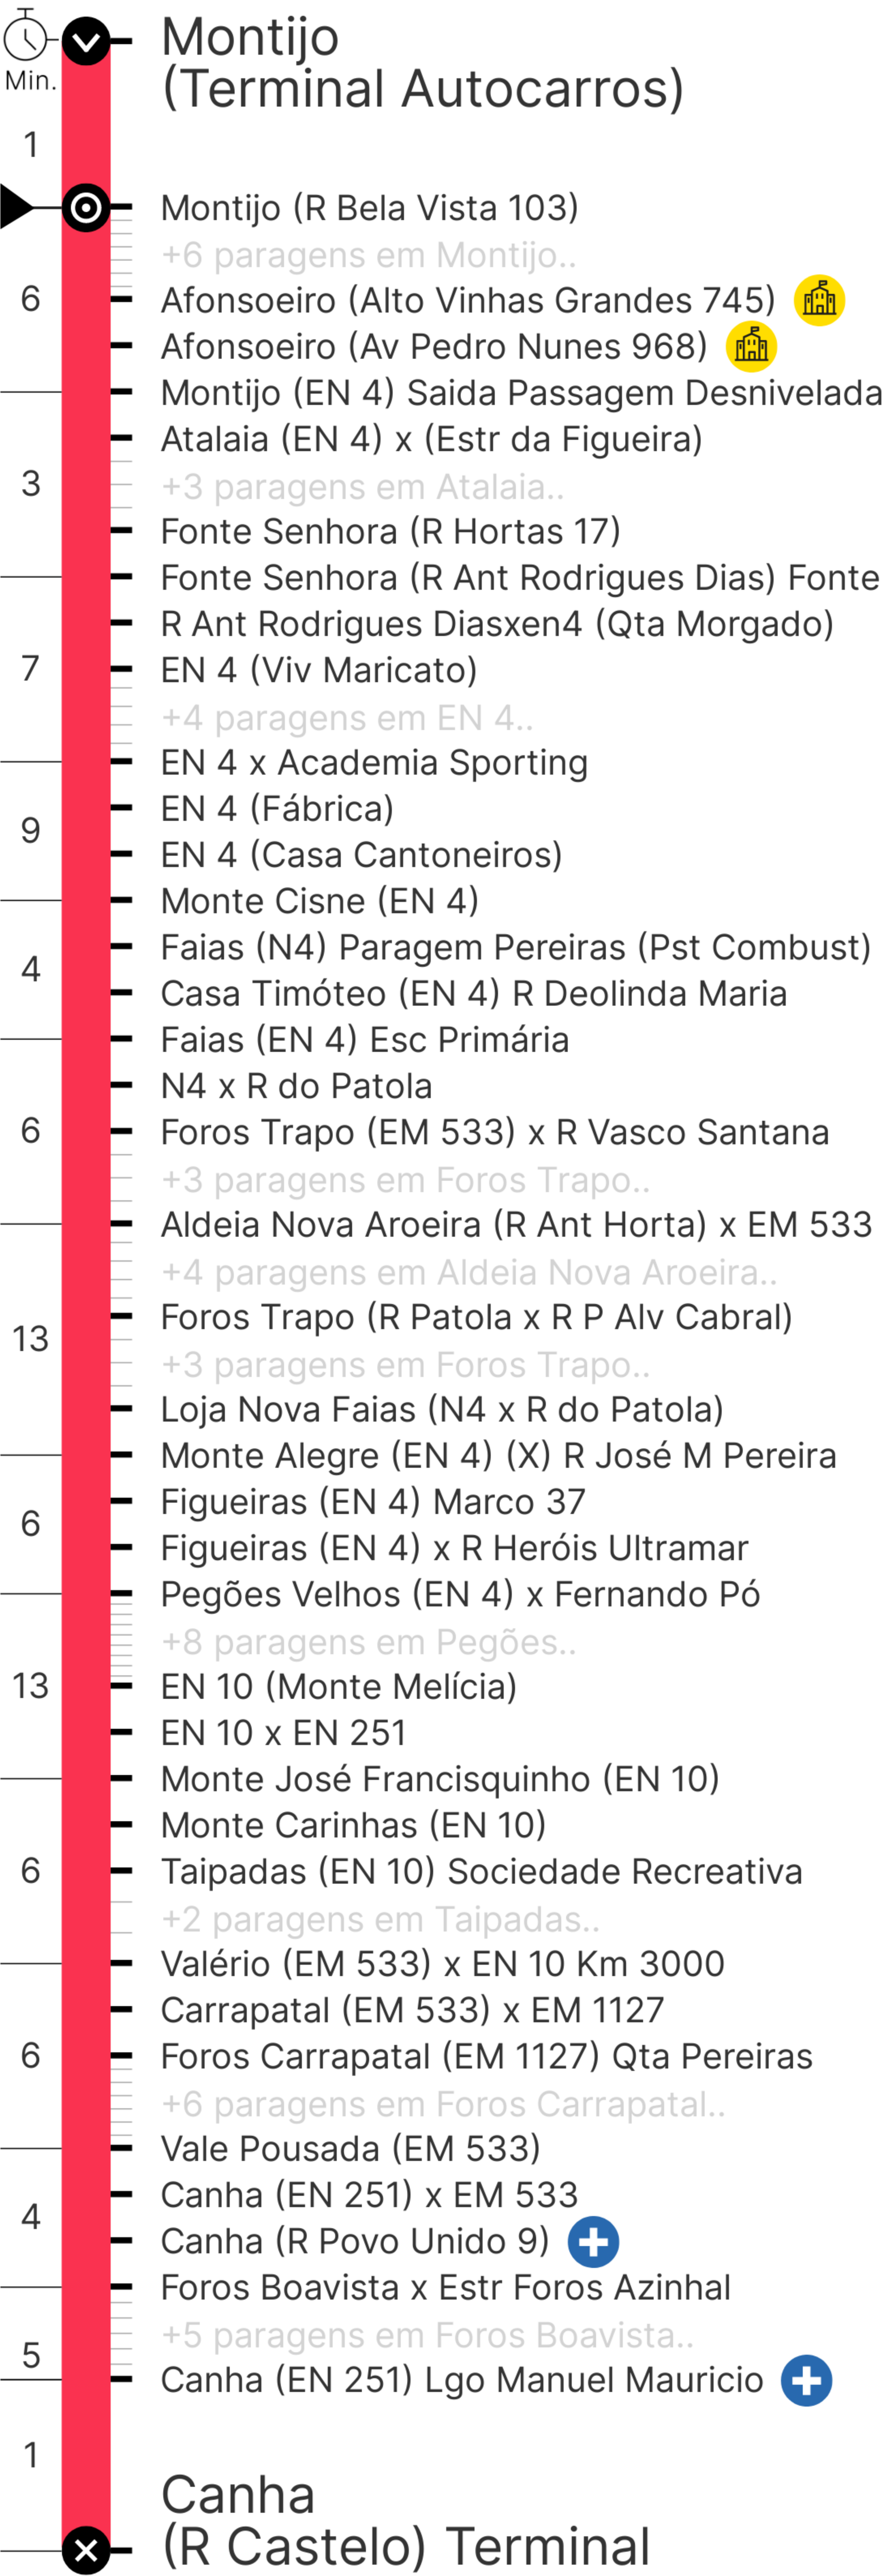 Montijo
(Terminal Autocarros)
Min.
1
Montijo (R Bela Vista 103)
+6 paragens em Montijo..
6
Afonsoeiro (Alto Vinhas Grandes 745)
Afonsoeiro (Av Pedro Nunes 968)
Montijo (EN 4) Saida Passagem Desnivelada
Atalaia (EN 4) x (Estr da Figueira)
3
+3 paragens em Atalaia..
Fonte Senhora (R Hortas 17)
Fonte Senhora (R Ant Rodrigues Dias) Fonte
R Ant Rodrigues Diasxen4 (Qta Morgado)
7
EN 4 (Viv Maricato)
+4 paragens em EN 4..
EN 4 x Academia Sporting
EN 4 (Fábrica)
9
EN 4 (Casa Cantoneiros)
Monte Cisne (EN 4)
Faias (N4) Paragem Pereiras (Pst Combust)
4
Casa Timóteo (EN 4) R Deolinda Maria
Faias (EN 4) Esc Primária
N4 x R do Patola
6
Foros Trapo (EM 533) x R Vasco Santana
+3 paragens em Foros Trapo..
Aldeia Nova Aroeira (R Ant Horta) x EM 533
+4 paragens em Aldeia Nova Aroeira..
Foros Trapo (R Patola x R P Alv Cabral)
13
+3 paragens em Foros Trapo..
Loja Nova Faias (N4 x R do Patola)
Monte Alegre (EN 4) (X) R José M Pereira
Figueiras (EN 4) Marco 37
6
Figueiras (EN 4) x R Heróis Ultramar
Pegões Velhos (EN 4) x Fernando Pó
+8 paragens em Pegões..
13
EN 10 (Monte Melícia)
EN 10 x EN 251
Monte José Francisquinho (EN 10)
Monte Carinhas (EN 10)
6
Taipadas (EN 10) Sociedade Recreativa
+2 paragens em Taipadas..
Valério (EM 533) x EN 10 Km 3000
Carrapatal (EM 533) x EM 1127
6
Foros Carrapatal (EM 1127) Qta Pereiras
+6 paragens em Foros Carrapatal..
Vale Pousada (EM 533)
Canha (EN 251) x EM 533
4
Canha (R Povo Unido 9)
Foros Boavista x Estr Foros Azinhal
+5 paragens em Foros Boavista..
5
Canha (EN 251) Lgo Manuel Mauricio
1
Canha
(R Castelo) Terminal